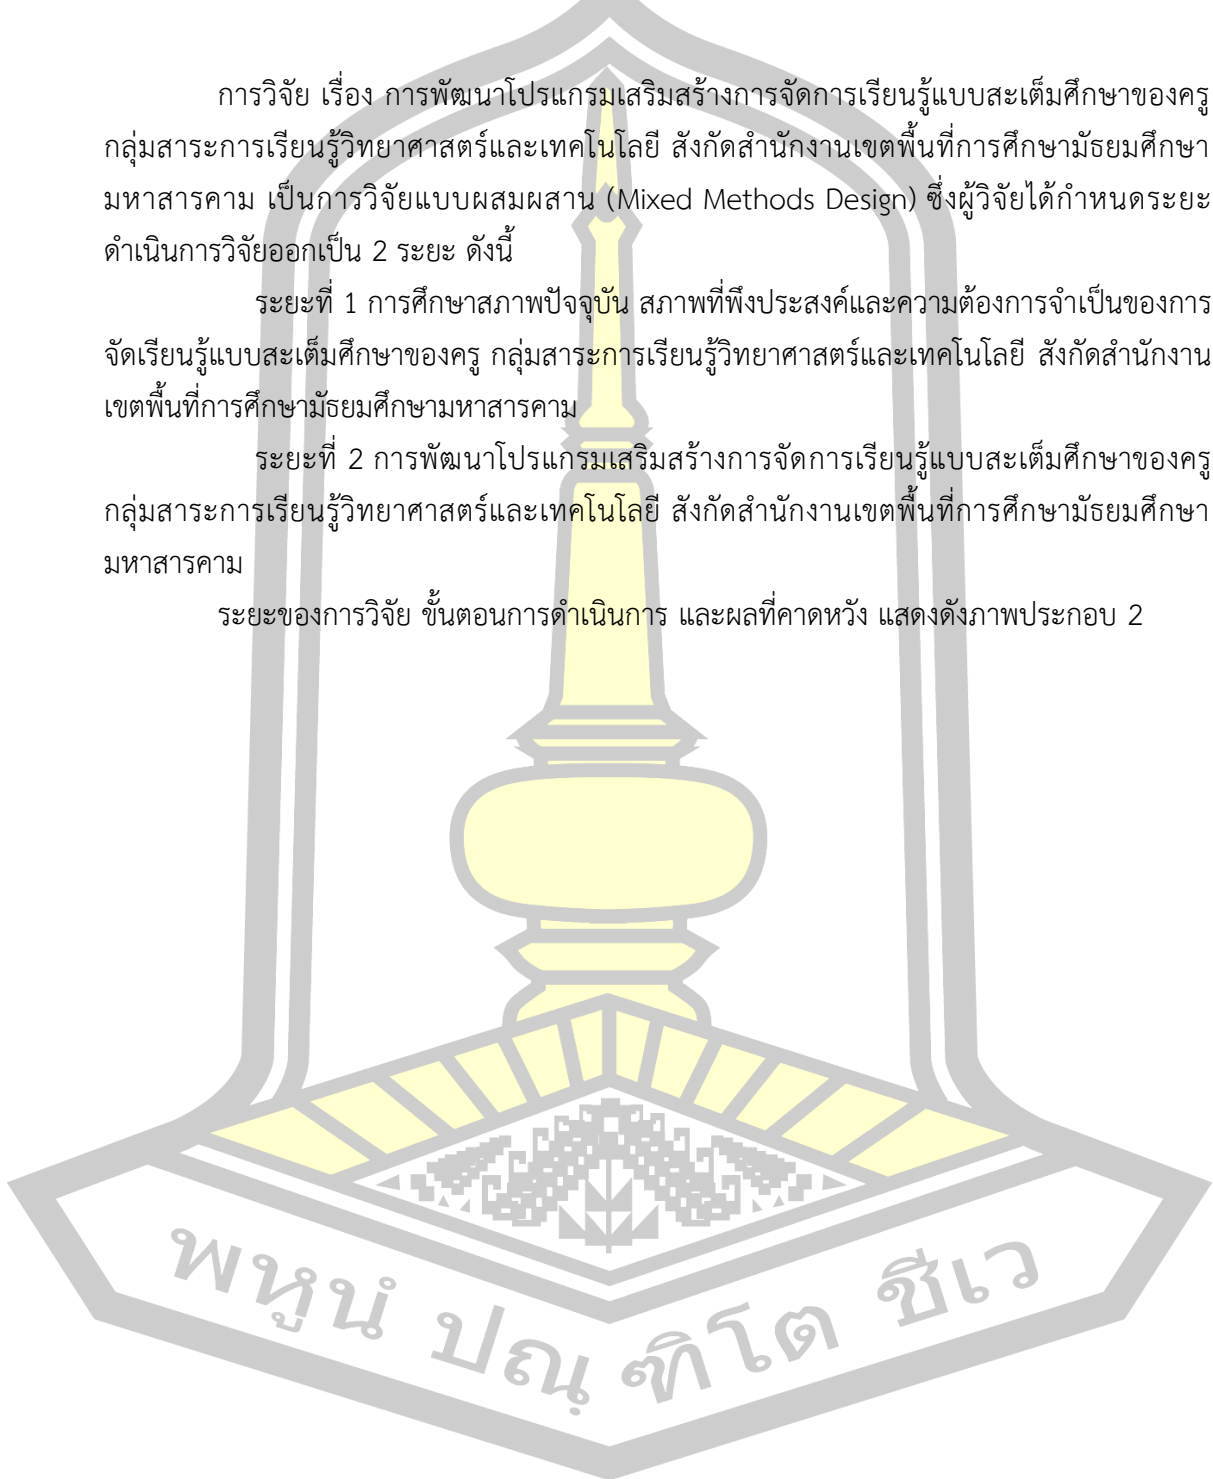 การวิจัย เรื่อง การพัฒนาโปรแกรมเสริมสร้างการจัดการเรียนรู้แบบสะเต็มศึกษาของครู
กลุ่มสาระการเรียนรู้วิทยาศาสตร์และเทคโนโลยี สังกัดสำนักงานเขตพื้นที่การศึกษามัธยมศึกษา
มหาสารคาม เป็นการวิจัยแบบผสมผสาน (Mixed Methods Design) ซึ่งผู้วิจัยได้กำหนดระยะ
ดำเนินการวิจัยออกเป็น 2 ระยะ ดังนี้
ระยะที่ 1 การศึกษาสภาพปัจจุบัน สภาพที่พึงประสงค์และความต้องการจำเป็นของการ
จัดเรียนรู้แบบสะเต็มศึกษาของครู กลุ่มสาระการเรียนรู้วิทยาศาสตร์และเทคโนโลยี สังกัดสำนักงาน
เขตพื้นที่การศึกษามัธยมศึกษามหาสารคาม
ระยะที่ 2 การพัฒนาโปรแกรมเสริมสร้างการจัดการเรียนรู้แบบสะเต็มศึกษาของครู
กลุ่มสาระการเรียนรู้วิทยาศาสตร์และเทคโนโลยี สังกัดสำนักงานเขตพื้นที่การศึกษามัธยมศึกษา
มหาสารคาม
ระยะของการวิจัย ขั้นตอนการดำเนินการ และผลที่คาดหวัง แสดงดังภาพประกอบ 2
พหูนํ ปณฺฑิโต ชีเว